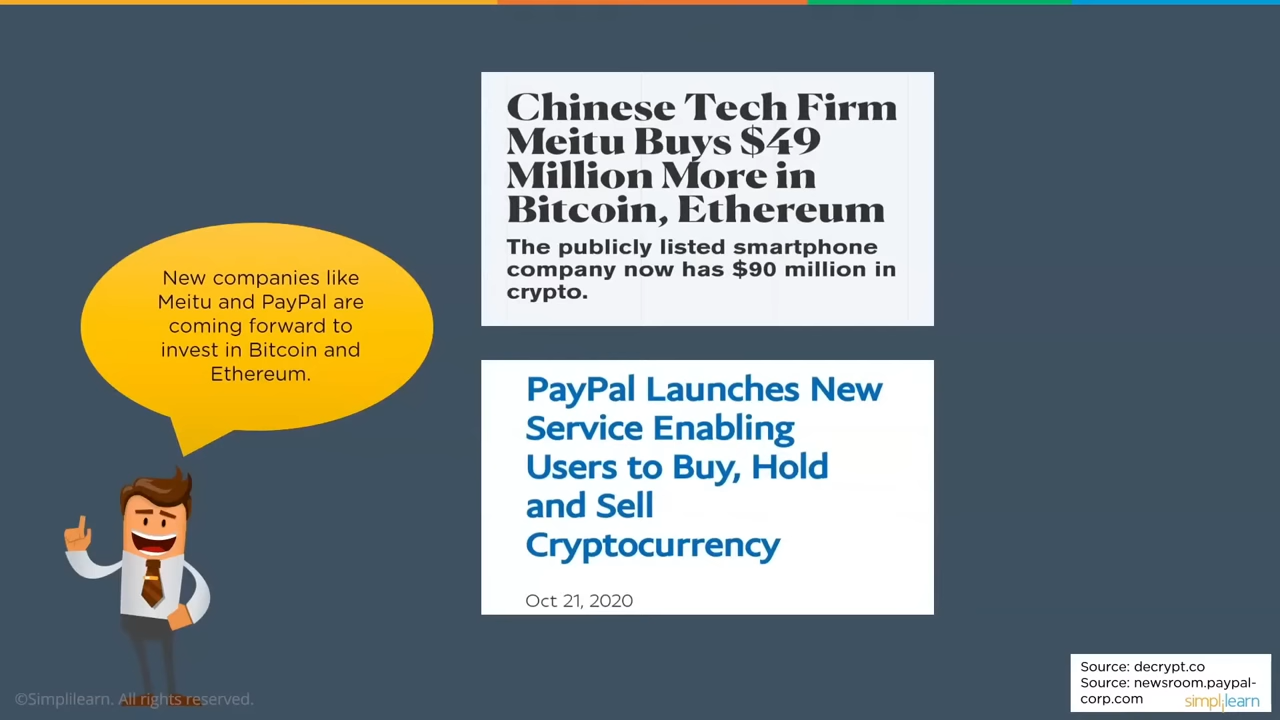 Chinese Tech Firm
Meitu Buys $49
Million More in
Bitcoin, Ethereum
The publicly listed smartphone
company now has $90 million in
crypto.
New companies like
Meitu and PayPal are
coming forward to
invest in Bitcoin and
Ethereum.
PayPal Launches New
Service Enabling
Users to Buy, Hold
and Sell
Cryptocurrency
Oct 21, 2020
Source: decrypt.co
Source: newsroom.paypal-
corp.com
simplilearn
©Simplilearn. All rights reserved.